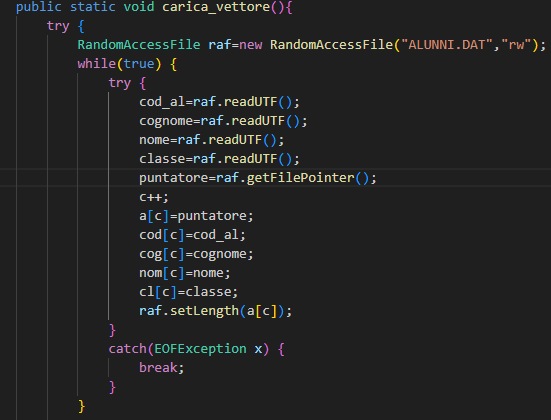 public static void carica_vettore(){
try {
RandomAccessFile raf=new RandomAccessFile("ALUNNI.DAT","rw");
while(true) {
try {
cod_al=raf.readUTF();
cognome=raf.readUTF();
nome=raf.readUTF();
classe=raf.readUTF();
puntatore=raf.getFilePointer();
c++;
a[c]=puntatore;
cod[c]=cod_al;
cog[c]=cognome;
nom[c]=nome;
cl[c]=classe;
raf.setLength(a[c]);
}
catch(EOFException x) {
break;
}
}